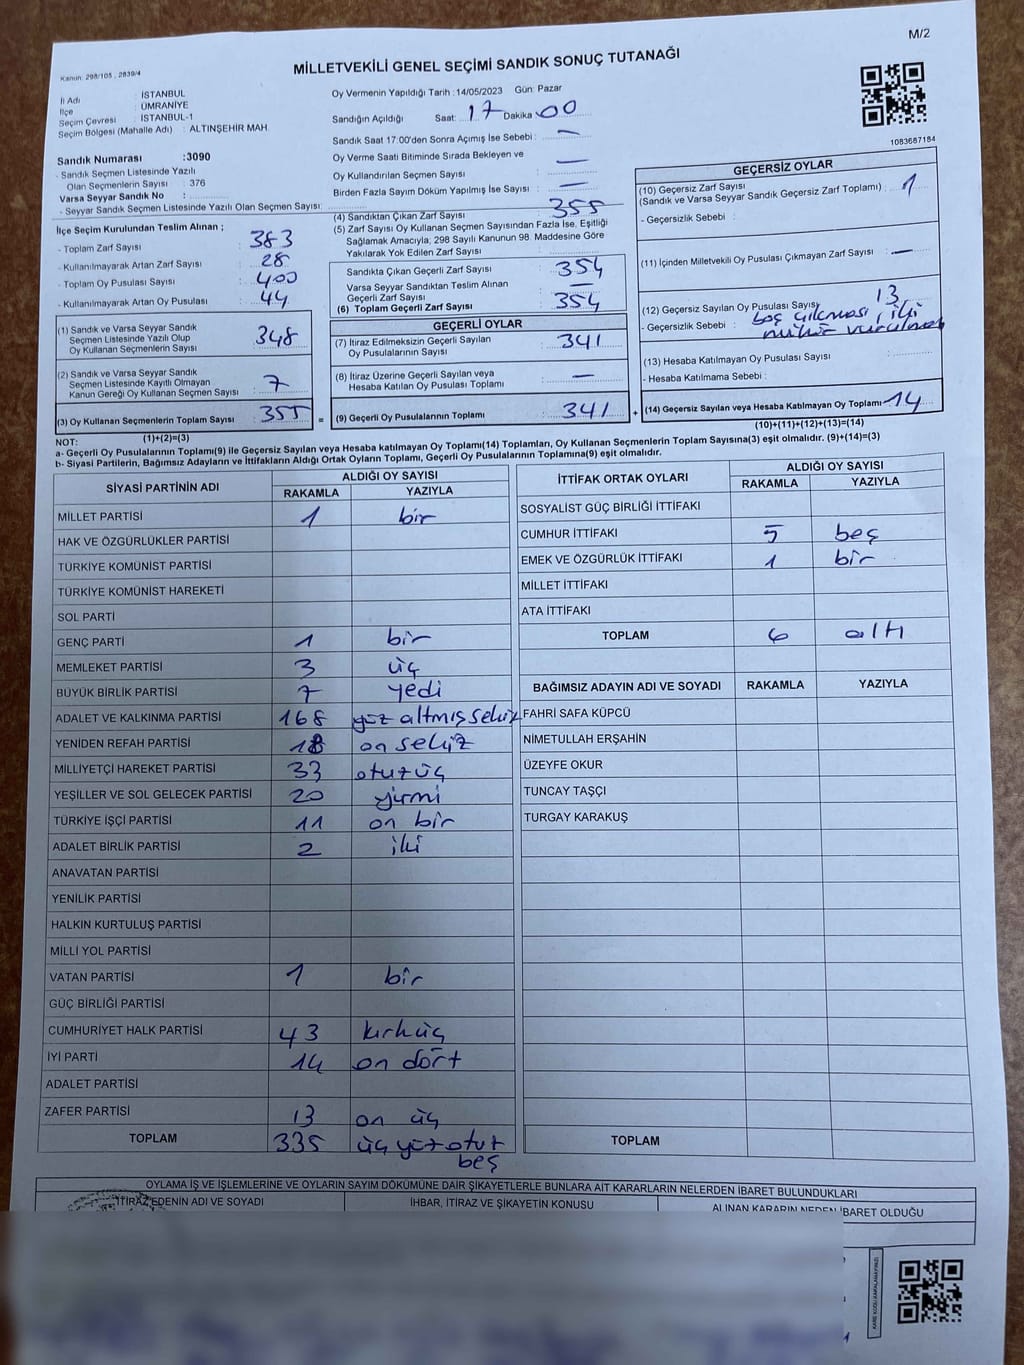 M/2
MİLLETVEKİLİ GENEL SEÇİMİ SANDIK SONUÇ TUTANAĞI
Kanun: 298/105 , 2839/4
İl Adı : İSTANBUL
İlçe : ÜMRANİYE
Seçim Çevresi : İSTANBUL-1
Seçim Bölgesi (Mahalle Adı) : ALTINŞEHİR MAH.
Oy Vermenin Yapıldığı Tarih :14/05/2023 Gün: Pazar
Sandığın Açıldığı Saat: 17 Dakika: 00
Sandık Saat 17:00'den Sonra Açılmış İse Sebebi : —
Oy Verme Saati Bitiminde Sırada Bekleyen ve
Oy Kullandırılan Seçmen Sayısı : —
Birden Fazla Sayım Döküm Yapılmış İse Sayısı : —
1083687184
Sandık Numarası :3090
- Sandık Seçmen Listesinde Yazılı
Olan Seçmenlerin Sayısı : 376
Varsa Seyyar Sandık No :
- Seyyar Sandık Seçmen Listesinde Yazılı Olan Seçmen Sayısı:
İlçe Seçim Kurulundan Teslim Alınan ;
- Toplam Zarf Sayısı : 383
- Kullanılmayarak Artan Zarf Sayısı : 28
- Toplam Oy Pusulası Sayısı : 400
- Kullanılmayarak Artan Oy Pusulası : 44
(1) Sandık ve Varsa Seyyar Sandık
Seçmen Listesinde Yazılı Olup
Oy Kullanan Seçmenlerin Sayısı : 348
(2) Sandık ve Varsa Seyyar Sandık
Seçmen Listesinde Kayıtlı Olmayan
Kanun Gereği Oy Kullanan Seçmen Sayısı : 7
(3) Oy Kullanan Seçmenlerin Toplam Sayısı : 355 =
(1)+(2)=(3)
(4) Sandıktan Çıkan Zarf Sayısı : 355
(5) Zarf Sayısı Oy Kullanan Seçmen Sayısından Fazla İse, Eşitliği
Sağlamak Amacıyla; 298 Sayılı Kanunun 98. Maddesine Göre
Yakılarak Yok Edilen Zarf Sayısı :
Sandıkta Çıkan Geçerli Zarf Sayısı : 354
Varsa Seyyar Sandıktan Teslim Alınan
Geçerli Zarf Sayısı : —
(6) Toplam Geçerli Zarf Sayısı : 354
GEÇERLİ OYLAR
(7) İtiraz Edilmeksizin Geçerli Sayılan
Oy Pusulalarının Sayısı : 341
(8) İtiraz Üzerine Geçerli Sayılan veya
Hesaba Katılan Oy Pusulası Toplamı : —
(9) Geçerli Oy Pusulalarının Toplamı : 341 +
GEÇERSİZ OYLAR
(10) Geçersiz Zarf Sayısı
(Sandık ve Varsa Seyyar Sandık Geçersiz Zarf Toplamı) : 1
- Geçersizlik Sebebi :
(11) İçinden Milletvekili Oy Pusulası Çıkmayan Zarf Sayısı : —
(12) Geçersiz Sayılan Oy Pusulası Sayısı : 13
- Geçersizlik Sebebi : boş çıkması, iki
mühür vurulması
(13) Hesaba Katılmayan Oy Pusulası Sayısı :
- Hesaba Katılmama Sebebi :
(14) Geçersiz Sayılan veya Hesaba Katılmayan Oy Toplamı: 14
(10)+(11)+(12)+(13)=(14)
NOT:
a- Geçerli Oy Pusulalarının Toplamı(9) ile Geçersiz Sayılan veya Hesaba katılmayan Oy Toplamı(14) Toplamları, Oy Kullanan Seçmenlerin Toplam Sayısına(3) eşit olmalıdır. (9)+(14)=(3)
b- Siyasi Partilerin, Bağımsız Adayların ve İttifakların Aldığı Ortak Oyların Toplamı, Geçerli Oy Pusulalarının Toplamına(9) eşit olmalıdır.
SİYASİ PARTİNİN ADI ALDIĞI OY SAYISI
RAKAMLA YAZIYLA
MİLLET PARTİSİ 1 bir
HAK VE ÖZGÜRLÜKLER PARTİSİ
TÜRKİYE KOMÜNİST PARTİSİ
TÜRKİYE KOMÜNİST HAREKETİ
SOL PARTİ
GENÇ PARTİ 1 bir
MEMLEKET PARTİSİ 3 üç
BÜYÜK BİRLİK PARTİSİ 7 yedi
ADALET VE KALKINMA PARTİSİ 168 yüz altmış sekiz
YENİDEN REFAH PARTİSİ 18 on sekiz
MİLLİYETÇİ HAREKET PARTİSİ 33 otuzüç
YEŞİLLER VE SOL GELECEK PARTİSİ 20 yirmi
TÜRKİYE İŞÇİ PARTİSİ 11 on bir
ADALET BİRLİK PARTİSİ 2 iki
ANAVATAN PARTİSİ
YENİLİK PARTİSİ
HALKIN KURTULUŞ PARTİSİ
MİLLİ YOL PARTİSİ
VATAN PARTİSİ 1 bir
GÜÇ BİRLİĞİ PARTİSİ
CUMHURİYET HALK PARTİSİ 43 kırküç
İYİ PARTİ 14 on dört
ADALET PARTİSİ
ZAFER PARTİSİ 13 on üç
TOPLAM 335 üç yüz otuz
beş
İTTİFAK ORTAK OYLARI ALDIĞI OY SAYISI
RAKAMLA YAZIYLA
SOSYALİST GÜÇ BİRLİĞİ İTTİFAKI
CUMHUR İTTİFAKI 5 beş
EMEK VE ÖZGÜRLÜK İTTİFAKI 1 bir
MİLLET İTTİFAKI
ATA İTTİFAKI
TOPLAM 6 altı
BAĞIMSIZ ADAYIN ADI VE SOYADI RAKAMLA YAZIYLA
FAHRİ SAFA KÜPCÜ
NİMETULLAH ERŞAHİN
ÜZEYFE OKUR
TUNCAY TAŞÇI
TURGAY KARAKUŞ
TOPLAM
OYLAMA İŞ VE İŞLEMLERİNE VE OYLARIN SAYIM DÖKÜMÜNE DAİR ŞİKAYETLERLE BUNLARA AİT KARARLARIN NELERDEN İBARET BULUNDUKLARI
İTİRAZ EDENİN ADI VE SOYADI İHBAR, İTİRAZ VE ŞİKAYETİN KONUSU ALINAN KARARIN NEDEN İBARET OLDUĞU